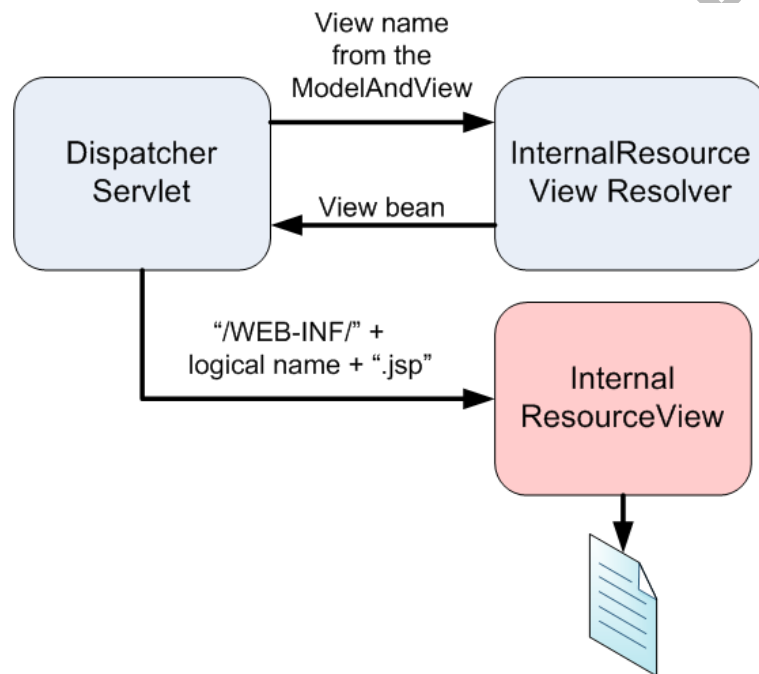 View name
from the
ModelAndView
Dispatcher
Servlet
InternalResource
View Resolver
View bean
“/WEB-INF/” +
logical name + “.jsp”
Internal
ResourceView